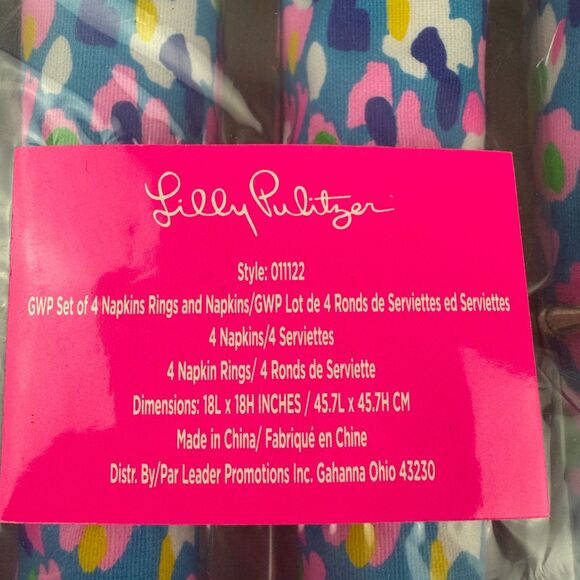 Lilly Pulitzer
Style: 011122
GWP Set of 4 Napkins Rings and Napkins/GWP Lot de 4 Ronds de Serviettes ed Serviettes
4 Napkins/4 Serviettes
4 Napkin Rings/ 4 Ronds de Serviette
Dimensions: 18L x 18H INCHES / 45.7L x 45.7H CM
Made in China/ Fabriqué en Chine
Distr. By/Par Leader Promotions Inc. Gahanna Ohio 43230